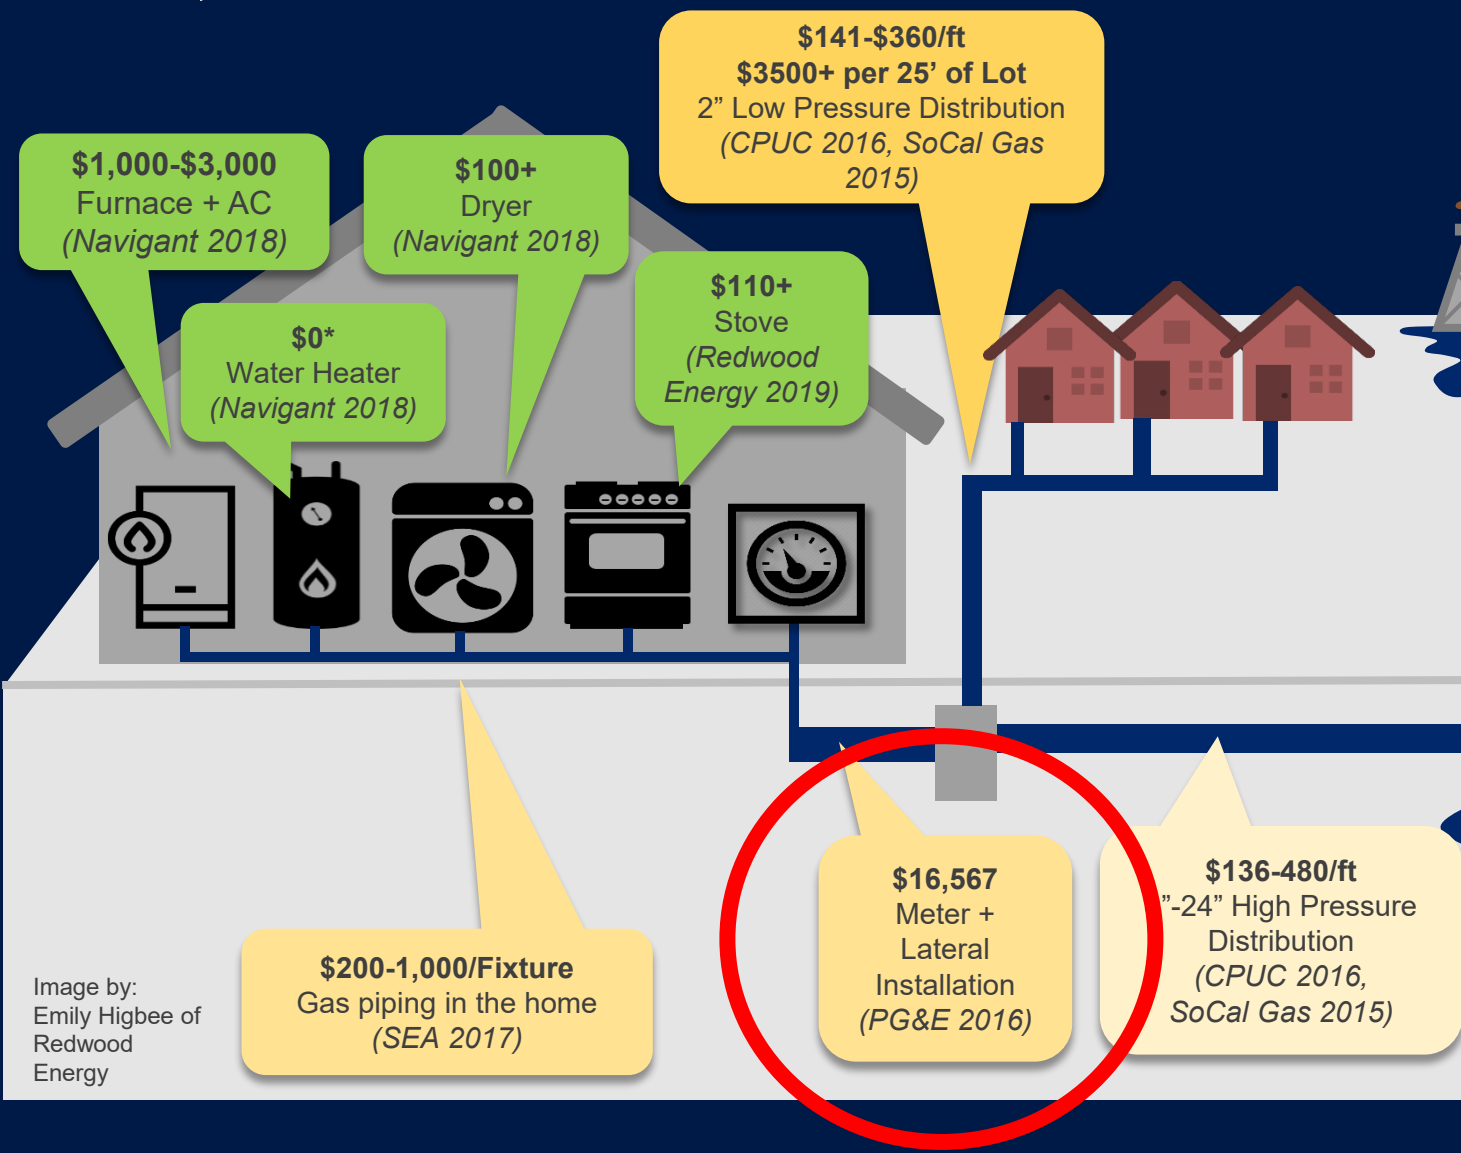 $141-$360/ft
$3500+ per 25’ of Lot
2” Low Pressure Distribution
(CPUC 2016, SoCal Gas
2015)
$1,000-$3,000
Furnace + AC
(Navigant 2018)
$100+
Dryer
(Navigant 2018)
$110+
Stove
(Redwood
Energy 2019)
$0*
Water Heater
(Navigant 2018)
$16,567
Meter +
Lateral
Installation
(PG&E 2016)
$136-480/ft
”-24” High Pressure
Distribution
(CPUC 2016,
SoCal Gas 2015)
$200-1,000/Fixture
Gas piping in the home
(SEA 2017)
Image by:
Emily Higbee of
Redwood
Energy